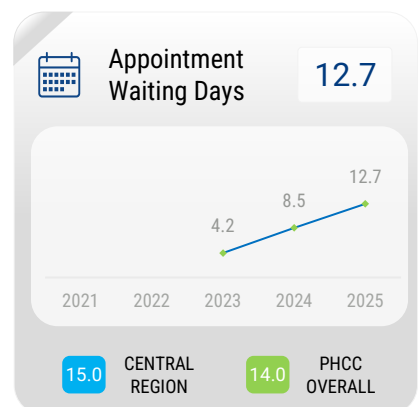 Appointment
Waiting Days
12.7
12.7
8.5
4.2
2021 2022 2023 2024 2025
15.0 CENTRAL REGION
14.0 PHCC OVERALL